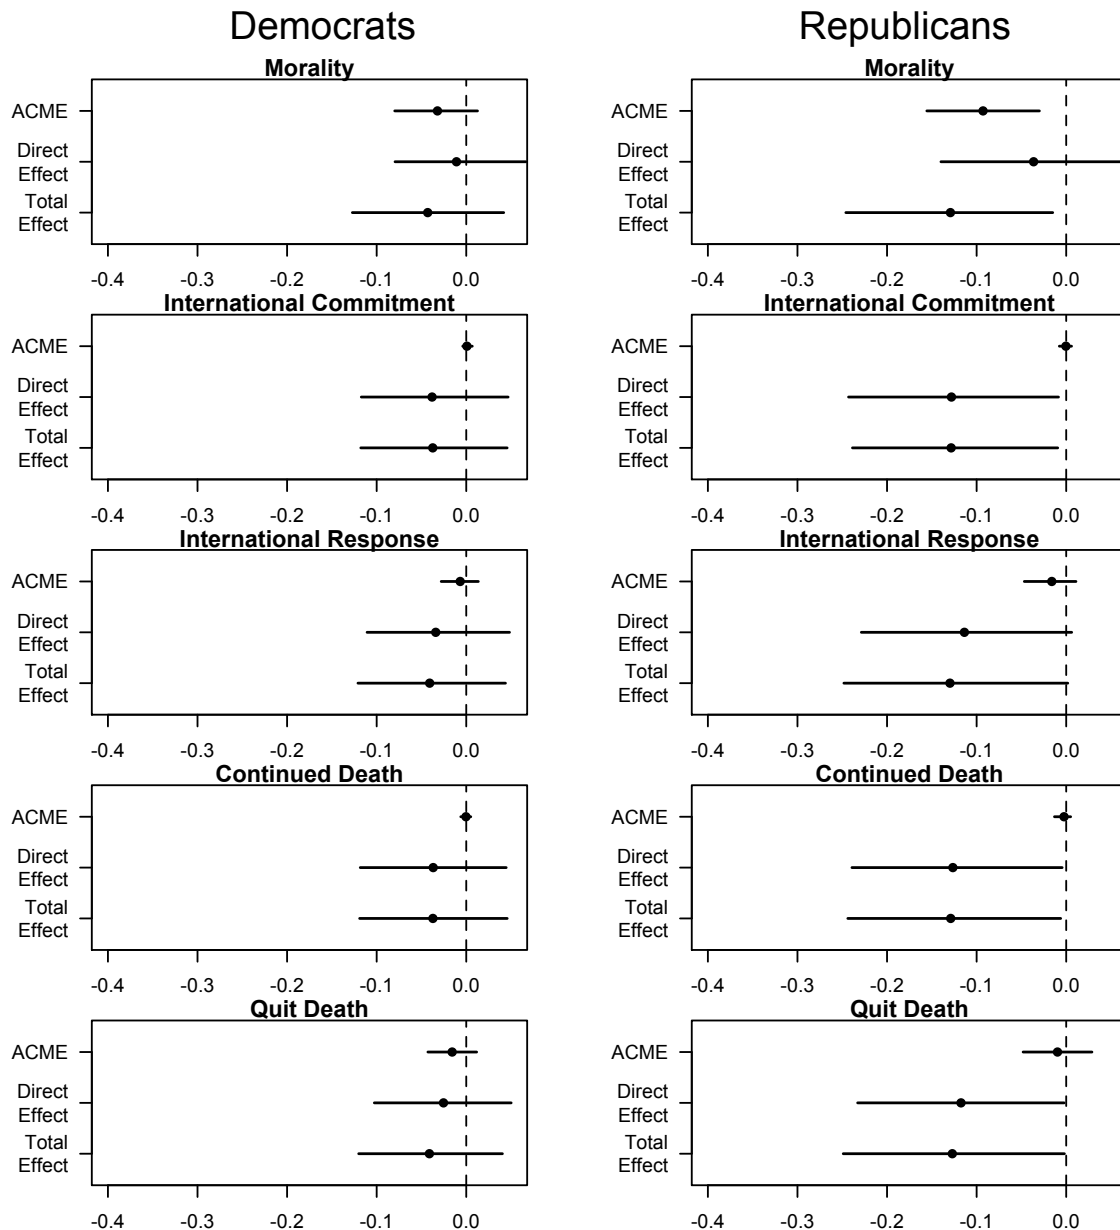 Democrats
Republicans
Morality
ACME
Direct
Effect
Total
Effect
-0.4 -0.3 -0.2 -0.1 0.0
Morality
ACME
Direct
Effect
Total
Effect
-0.4 -0.3 -0.2 -0.1 0.0
International Commitment
ACME
Direct
Effect
Total
Effect
-0.4 -0.3 -0.2 -0.1 0.0
International Commitment
ACME
Direct
Effect
Total
Effect
-0.4 -0.3 -0.2 -0.1 0.0
International Response
ACME
Direct
Effect
Total
Effect
-0.4 -0.3 -0.2 -0.1 0.0
International Response
ACME
Direct
Effect
Total
Effect
-0.4 -0.3 -0.2 -0.1 0.0
Continued Death
ACME
Direct
Effect
Total
Effect
-0.4 -0.3 -0.2 -0.1 0.0
Continued Death
ACME
Direct
Effect
Total
Effect
-0.4 -0.3 -0.2 -0.1 0.0
Quit Death
ACME
Direct
Effect
Total
Effect
-0.4 -0.3 -0.2 -0.1 0.0
Quit Death
ACME
Direct
Effect
Total
Effect
-0.4 -0.3 -0.2 -0.1 0.0